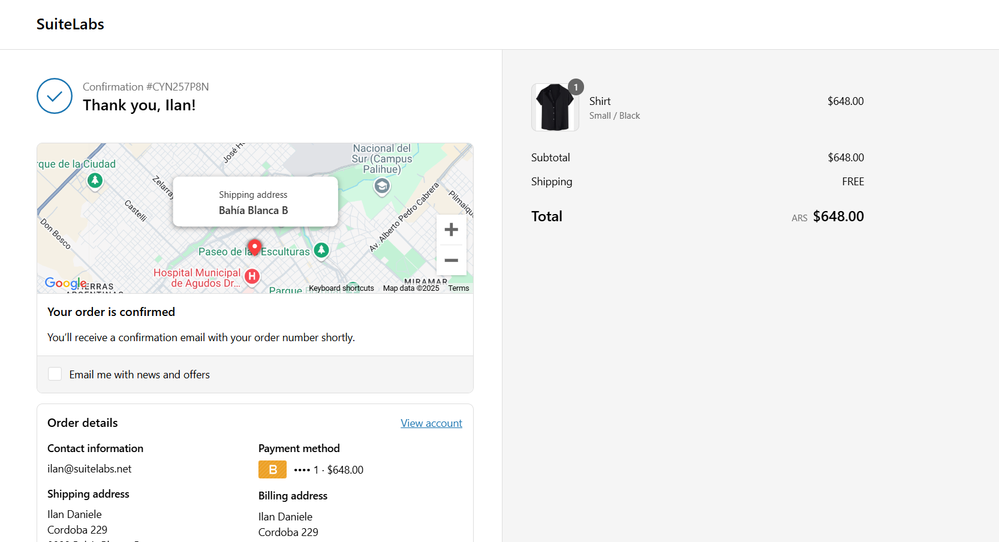 SuiteLabs
Confirmation #CYN257P8N
Thank you, Ilan!
José H
Nacional del
Sur (Campus
Palihue)
rque de la Ciudad
Zelarray
Shipping address
Bahía Blanca B
Castelli
Don Bosco
Av. Alberto Pedro Cabrera
Pilmaiqu
Paseo de las Esculturas
Hospital Municipal
de Agudos Dr...
H
MIRAMAR
Google
IERRAS
ARGENTINAS
Parque
Keyboard shortcuts
Map data ©2025
Terms
Your order is confirmed
You'll receive a confirmation email with your order number shortly.
Email me with news and offers
Order details
View account
Contact information
ilan@suitelabs.net
Shipping address
Ilan Daniele
Cordoba 229
Payment method
B •••• 1 · $648.00
Billing address
Ilan Daniele
Cordoba 229
1
Shirt $648.00
Small / Black
Subtotal $648.00
Shipping FREE
Total ARS $648.00